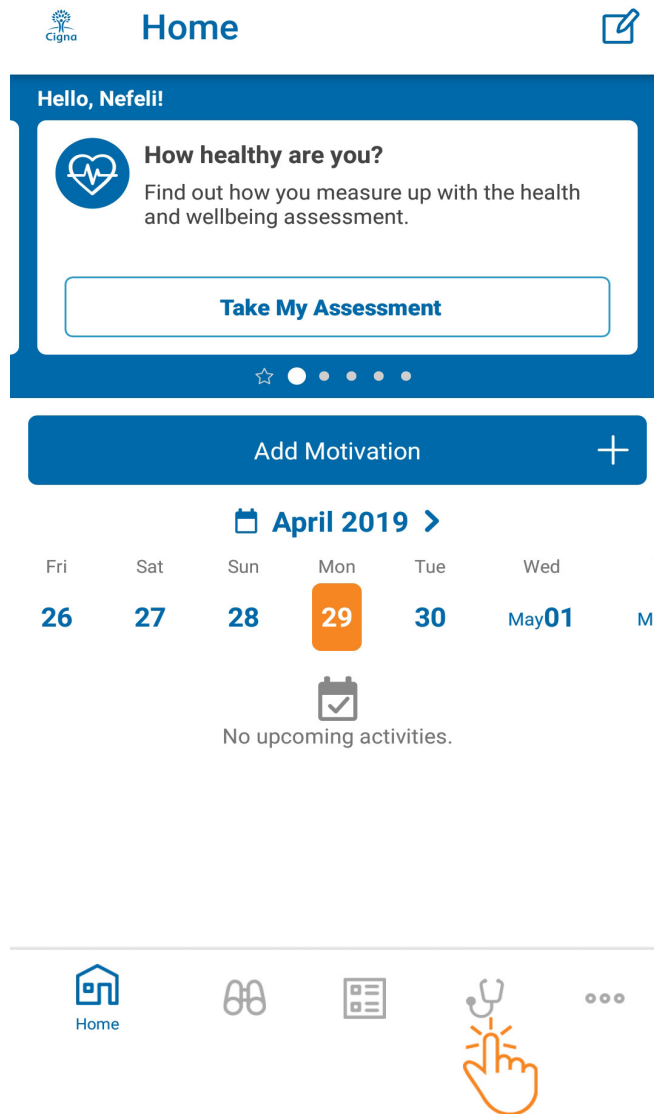 Cigna
Home
Hello, Nefeli!
How healthy are you?
Find out how you measure up with the health
and wellbeing assessment.
Take My Assessment
Add Motivation
April 2019
Fri Sat Sun Mon Tue Wed
26 27 28 29 30 May01 M
No upcoming activities.
Home